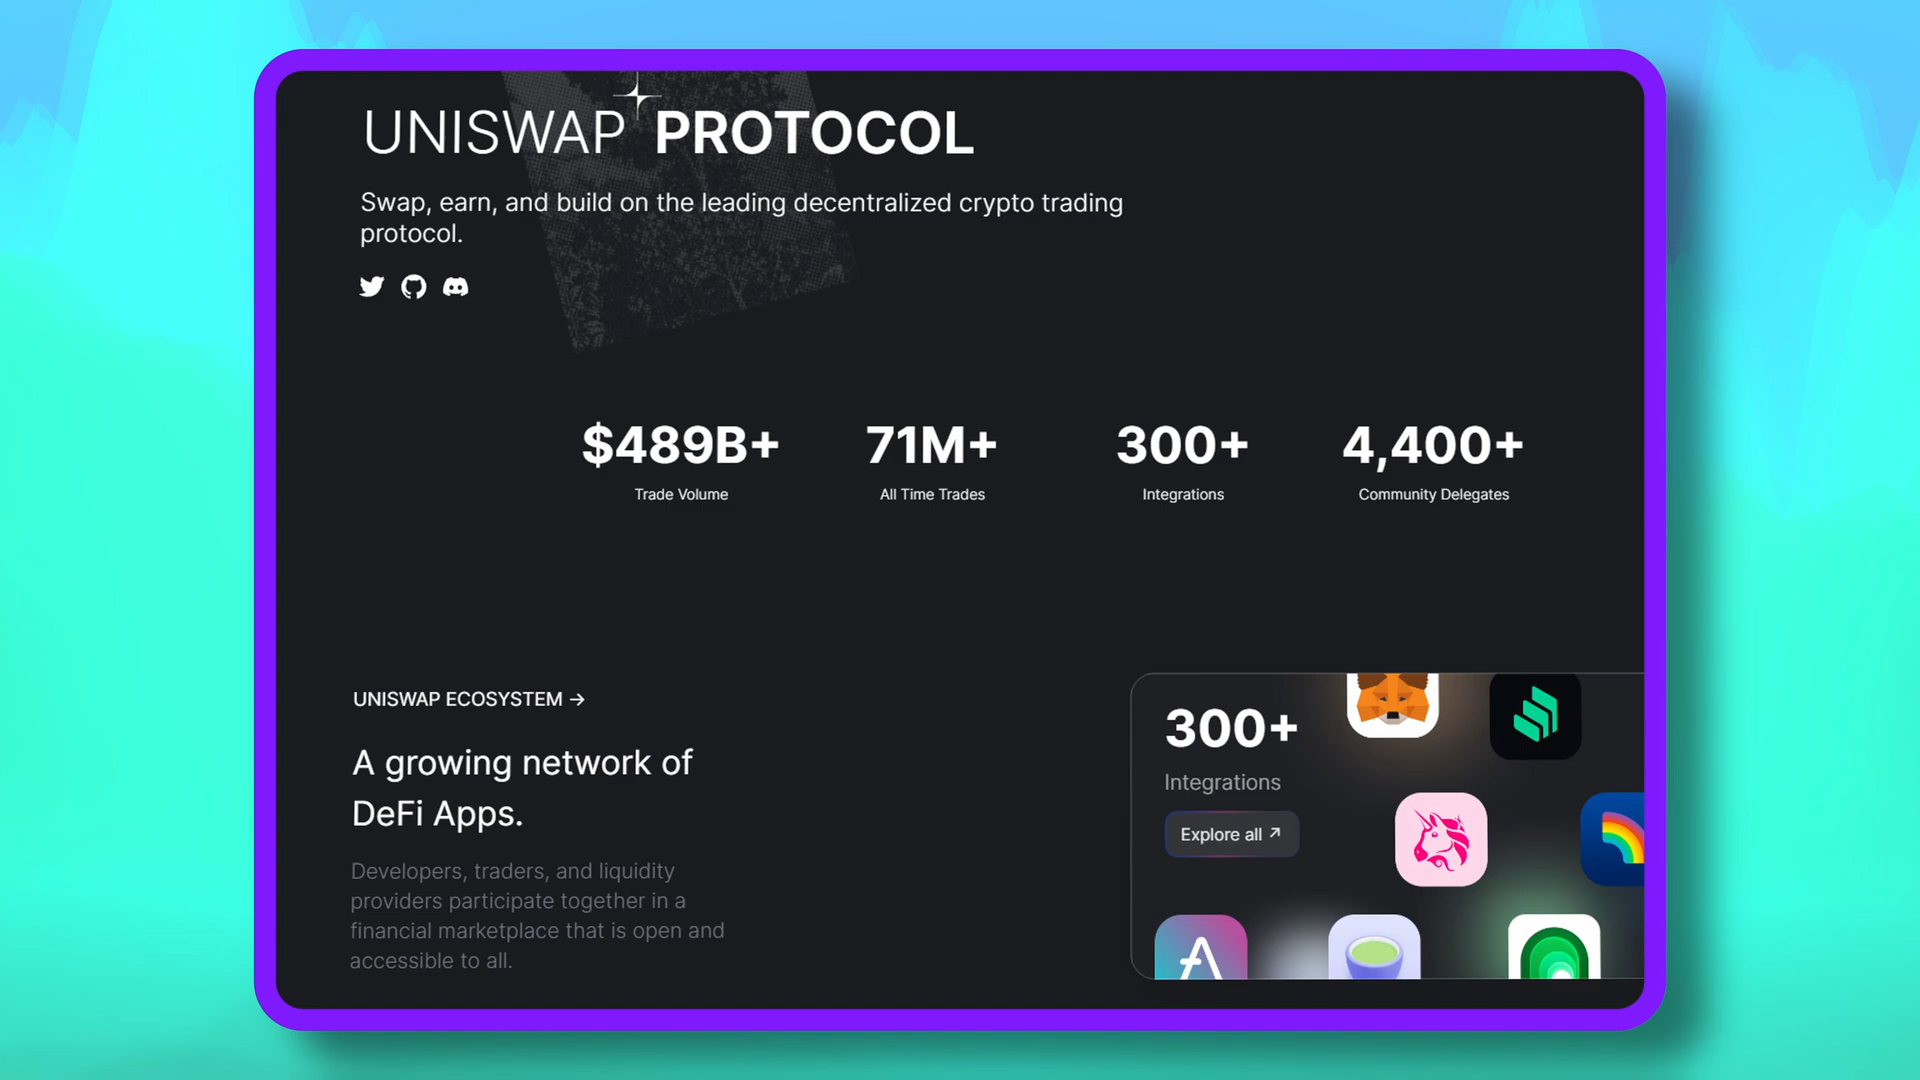 UNISWAP PROTOCOL
Swap, earn, and build on the leading decentralized crypto trading
protocol.
$489B+
Trade Volume
71M+
All Time Trades
300+
Integrations
4,400+
Community Delegates
UNISWAP ECOSYSTEM →
A growing network of
DeFi Apps.
Developers, traders, and liquidity
providers participate together in a
financial marketplace that is open and
accessible to all.
300+
Integrations
Explore all ↗